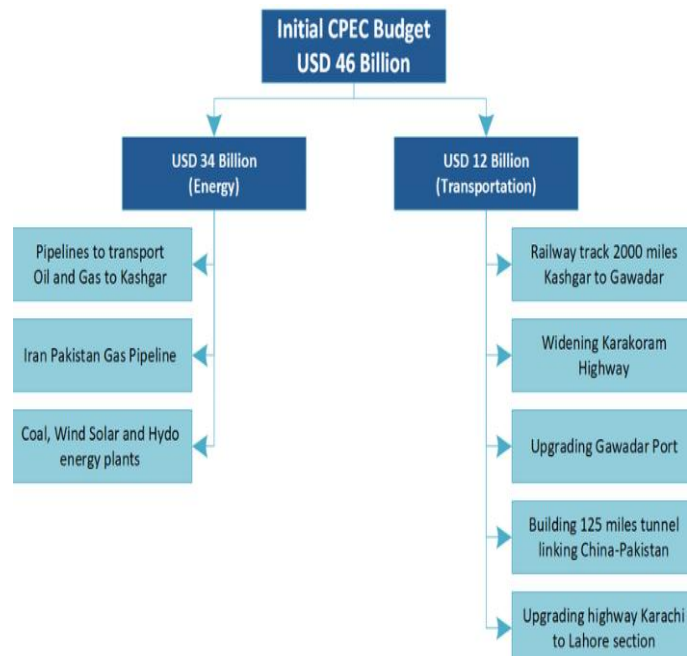 Initial CPEC Budget
USD 46 Billion
USD 34 Billion
(Energy)
USD 12 Billion
(Transportation)
Pipelines to transport
Oil and Gas to Kashgar
Iran Pakistan Gas Pipeline
Coal, Wind Solar and Hydo
energy plants
Railway track 2000 miles
Kashgar to Gawadar
Widening Karakoram
Highway
Upgrading Gawadar Port
Building 125 miles tunnel
linking China-Pakistan
Upgrading highway Karachi
to Lahore section